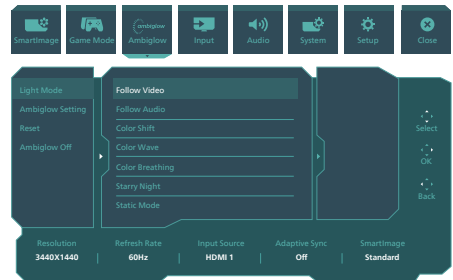 ambiglow
SmartImage Game Mode Ambiglow Input Audio System Setup Close
Light Mode
Ambiglow Setting
Reset
Ambiglow Off
Follow Video
Follow Audio
Color Shift
Color Wave
Color Breathing
Starry Night
Static Mode
Select
OK
Back
Resolution Refresh Rate Input Source Adaptive Sync SmartImage
3440X1440 60Hz HDMI 1 Off Standard